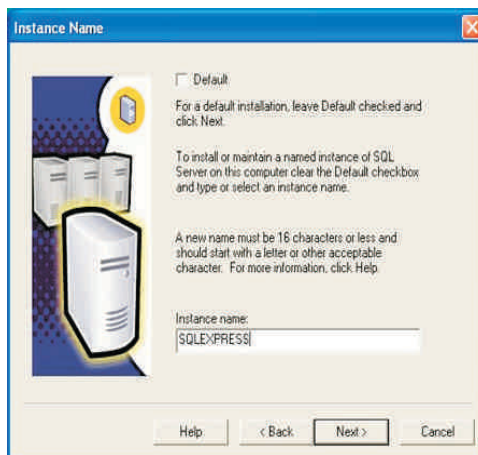 Instance Name
Default
For a default installation, leave Default checked and
click Next.
To install or maintain a named instance of SQL
Server on this computer clear the Default checkbox
and type or select an instance name.
A new name must be 16 characters or less and
should start with a letter or other acceptable
character. For more information, click Help.
Instance name:
SQLEXPRESS
Help
< Back
Next >
Cancel